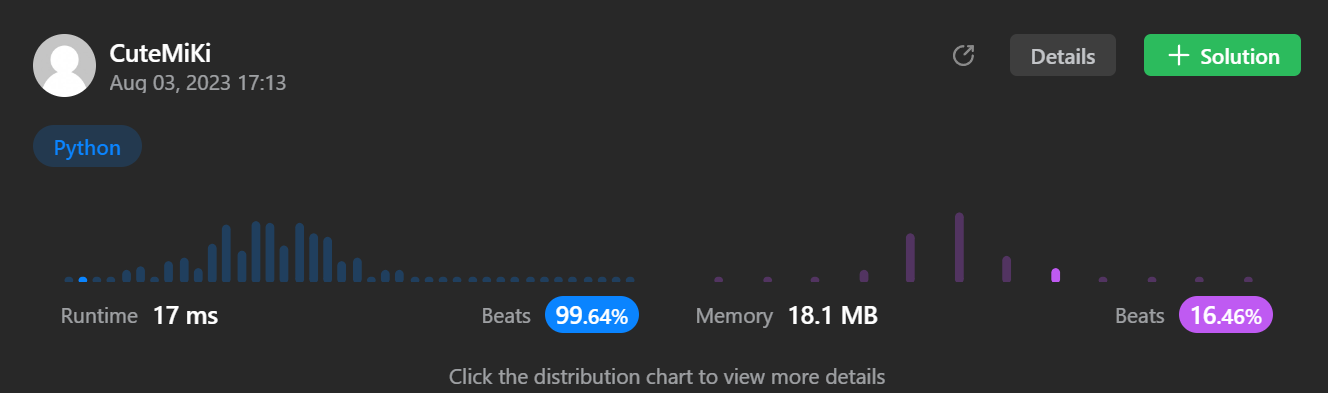 CuteMiKi
Aug 03, 2023 17:13
Details
Solution
Python
Runtime 17 ms Beats 99.64%
Memory 18.1 MB Beats 16.46%
Click the distribution chart to view more details